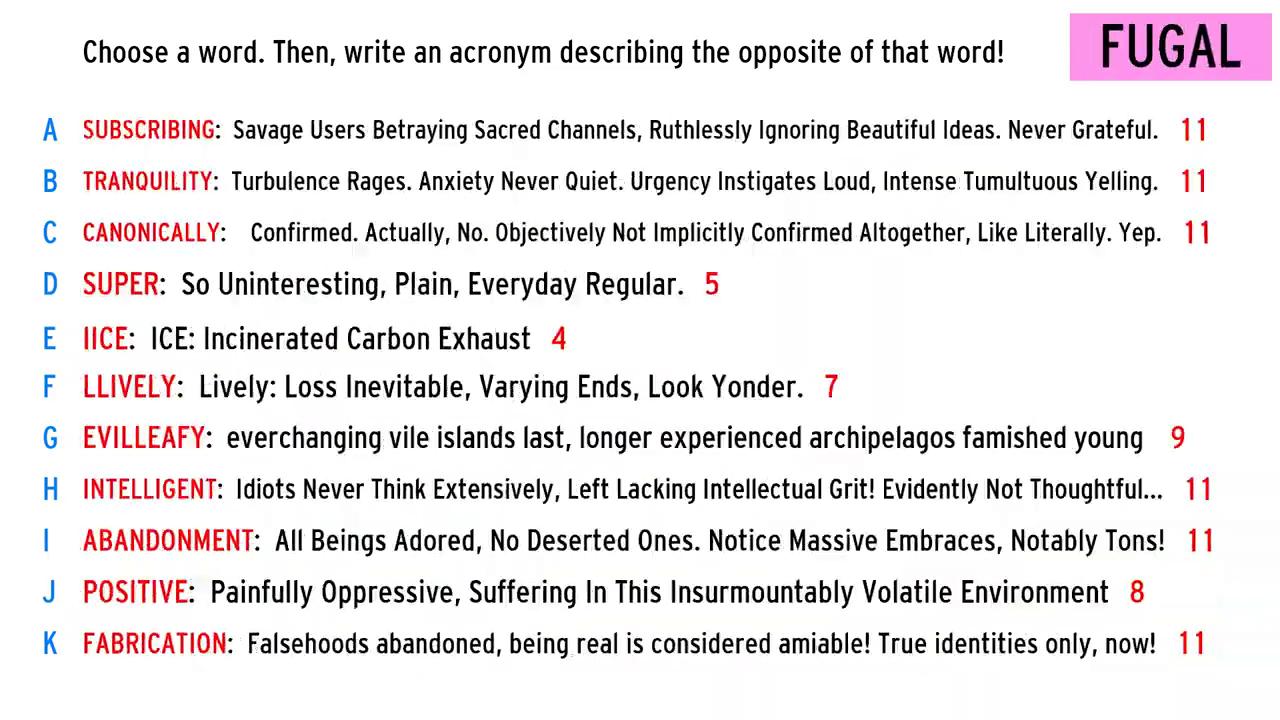 Choose a word. Then, write an acronym describing the opposite of that word!
FUGAL
A SUBSCRIBING: Savage Users Betraying Sacred Channels, Ruthlessly Ignoring Beautiful Ideas. Never Grateful. 11
B TRANQUILITY: Turbulence Rages. Anxiety Never Quiet. Urgency Instigates Loud, Intense Tumultuous Yelling. 11
C CANONICALLY: Confirmed. Actually, No. Objectively Not Implicitly Confirmed Altogether, Like Literally. Yep. 11
D SUPER: So Uninteresting, Plain, Everyday Regular. 5
E IICE: ICE: Incinerated Carbon Exhaust 4
F LLIVELY: Lively: Loss Inevitable, Varying Ends, Look Yonder. 7
G EVILLEAFY: everchanging vile islands last, longer experienced archipelagos famished young 9
H INTELLIGENT: Idiots Never Think Extensively, Left Lacking Intellectual Grit! Evidently Not Thoughtful... 11
I ABANDONMENT: All Beings Adored, No Deserted Ones. Notice Massive Embraces, Notably Tons! 11
J POSITIVE: Painfully Oppressive, Suffering In This Insurmountably Volatile Environment 8
K FABRICATION: Falsehoods abandoned, being real is considered amiable! True identities only, now! 11